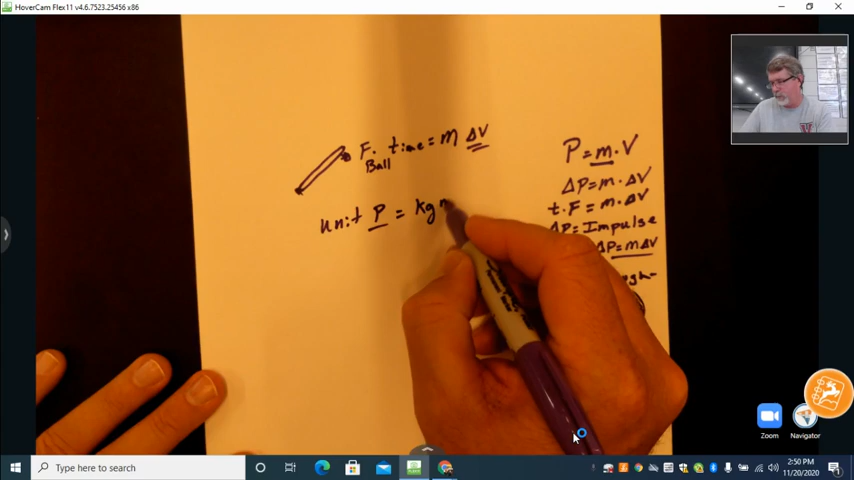 HoverCam Flex11 v4.6.7523.25456 x86
F. time = m ΔV
Ball
unit P = kg
P = m. V
ΔP = m. ΔV
t. F = m. ΔV
ΔP = Impulse
ΔP = mΔV
Zoom
Navigator
Type here to search
2:50 PM
11/20/2020